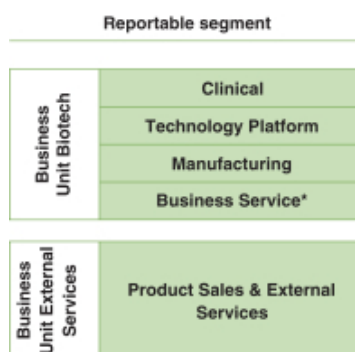 Reportable segment
Business
Unit Biotech
Clinical
Technology Platform
Manufacturing
Business Service*
Business
Unit External
Services
Product Sales & External
Services